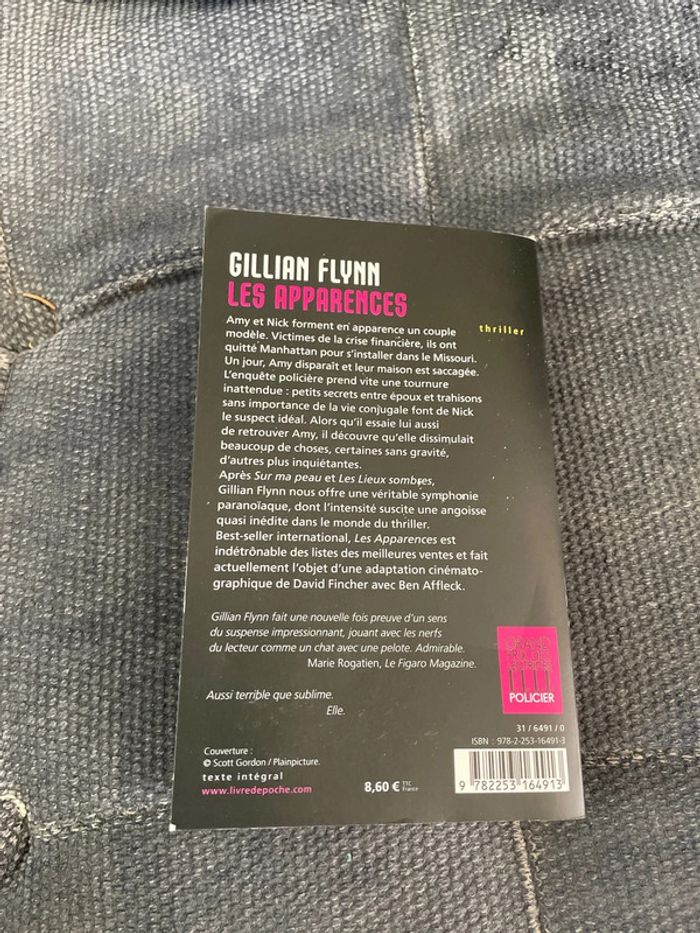 GILLIAN FLYNN
LES APPARENCES
thriller
Amy et Nick forment en apparence un couple
modèle. Victimes de la crise financière, ils ont
quitté Manhattan pour s'installer dans le Missouri.
Un jour, Amy disparaît et leur maison est saccagée.
L'enquête policière prend vite une tournure
inattendue : petits secrets entre époux et trahisons
sans importance de la vie conjugale font de Nick
le suspect idéal. Alors qu'il essaie lui aussi
de retrouver Amy, il découvre qu'elle dissimulait
beaucoup de choses, certaines sans gravité,
d'autres plus inquiétantes.
Après Sur ma peau et Les Lieux sombres,
Gillian Flynn nous offre une véritable symphonie
paranoïaque, dont l'intensité suscite une angoisse
quasi inédite dans le monde du thriller.
Best-seller international, Les Apparences est
indétrônable des listes des meilleures ventes et fait
actuellement l'objet d'une adaptation cinémato-
graphique de David Fincher avec Ben Affleck.
Gillian Flynn fait une nouvelle fois preuve d'un sens
du suspense impressionnant, jouant avec les nerfs
du lecteur comme un chat avec une pelote. Admirable.
Marie Rogatien, Le Figaro Magazine.
Aussi terrible que sublime.
Elle.
GRAND
PRIX DES
LECTRICES
POLICIER
Couverture :
© Scott Gordon / Plainpicture.
texte intégral
www.livredepoche.com
8,60 € TTC
France
31 / 6491 / 0
ISBN : 978-2-253-16491-3
9 782253 164913